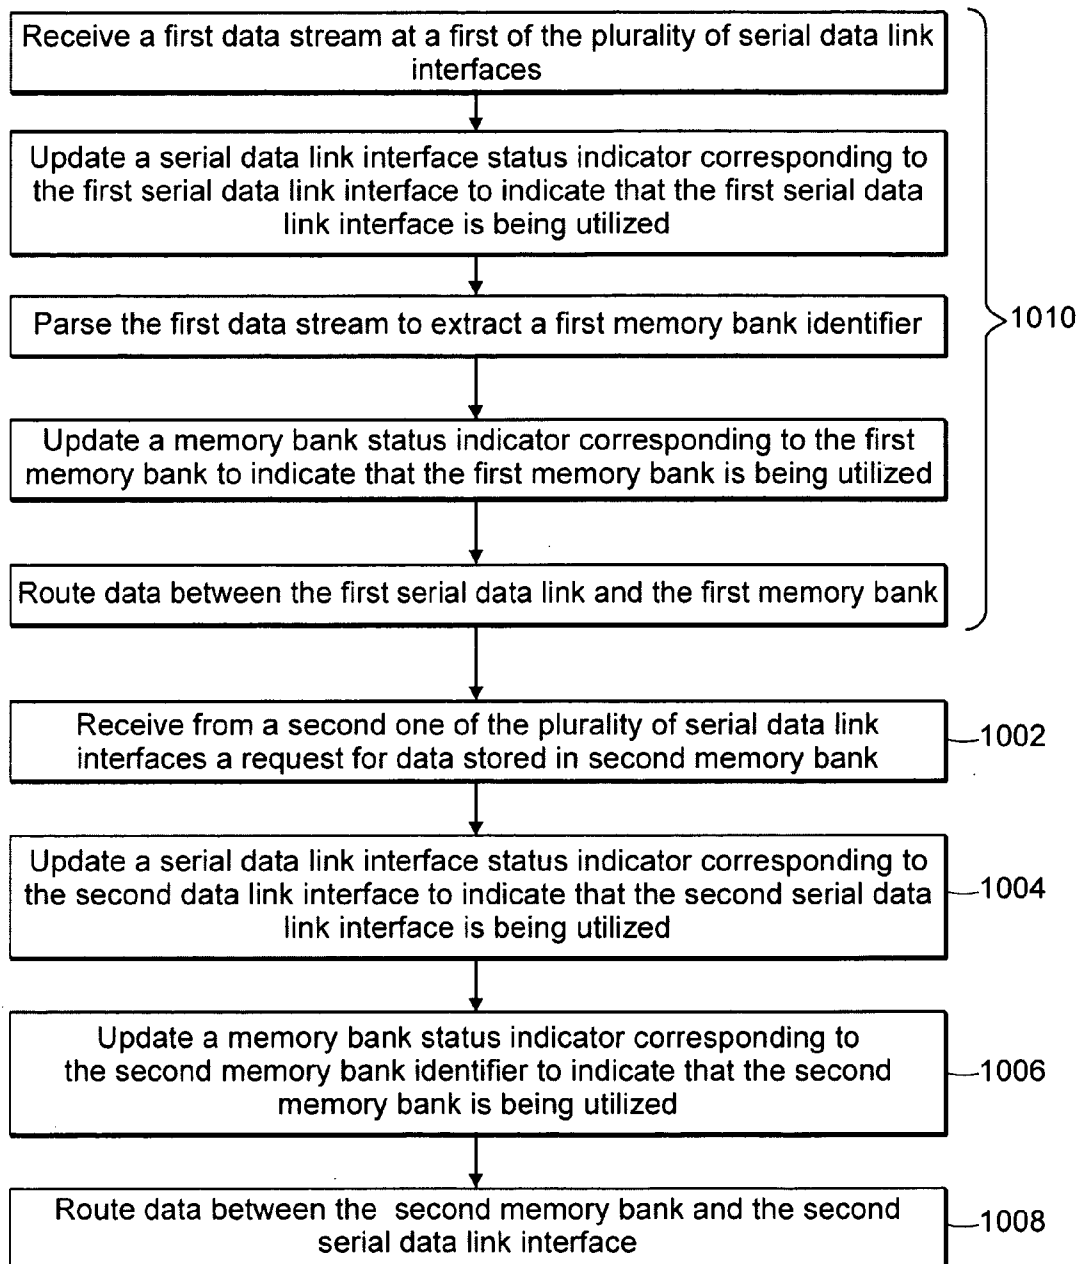 Receive a first data stream at a first of the plurality of serial data link
interfaces
Update a serial data link interface status indicator corresponding to
the first serial data link interface to indicate that the first serial data
link interface is being utilized
Parse the first data stream to extract a first memory bank identifier
1010
Update a memory bank status indicator corresponding to the first
memory bank to indicate that the first memory bank is being utilized
Route data between the first serial data link and the first memory bank
Receive from a second one of the plurality of serial data link
interfaces a request for data stored in second memory bank
1002
Update a serial data link interface status indicator corresponding to
the second data link interface to indicate that the second serial data
link interface is being utilized
1004
Update a memory bank status indicator corresponding to
the second memory bank identifier to indicate that the second
memory bank is being utilized
1006
Route data between the second memory bank and the second
serial data link interface
1008